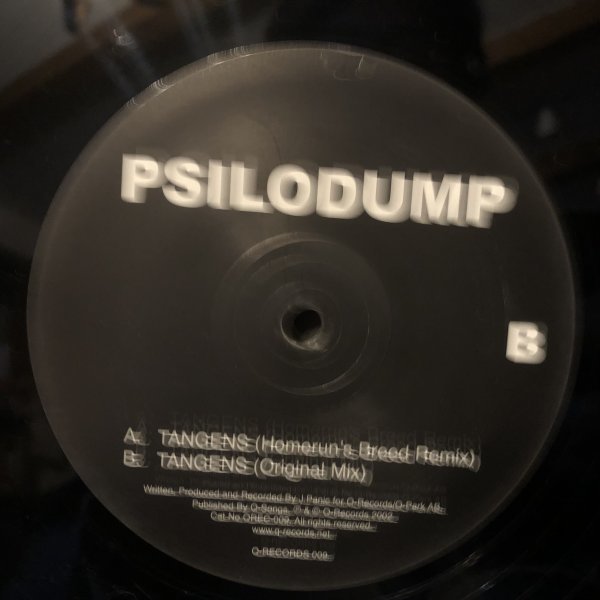 PSILODUMP
B
A: TANGENS (Homerun's Breed Remix)
B: TANGENS (Original Mix)
Written, Produced and Recorded By J.Panic for Q-Records/Q-Park AB.
Published By Q-Songs. ℗ & © Q-Records 2002
Cat.No QREC-009. All rights reserved.
www.q-records.net
Q-RECORDS 009